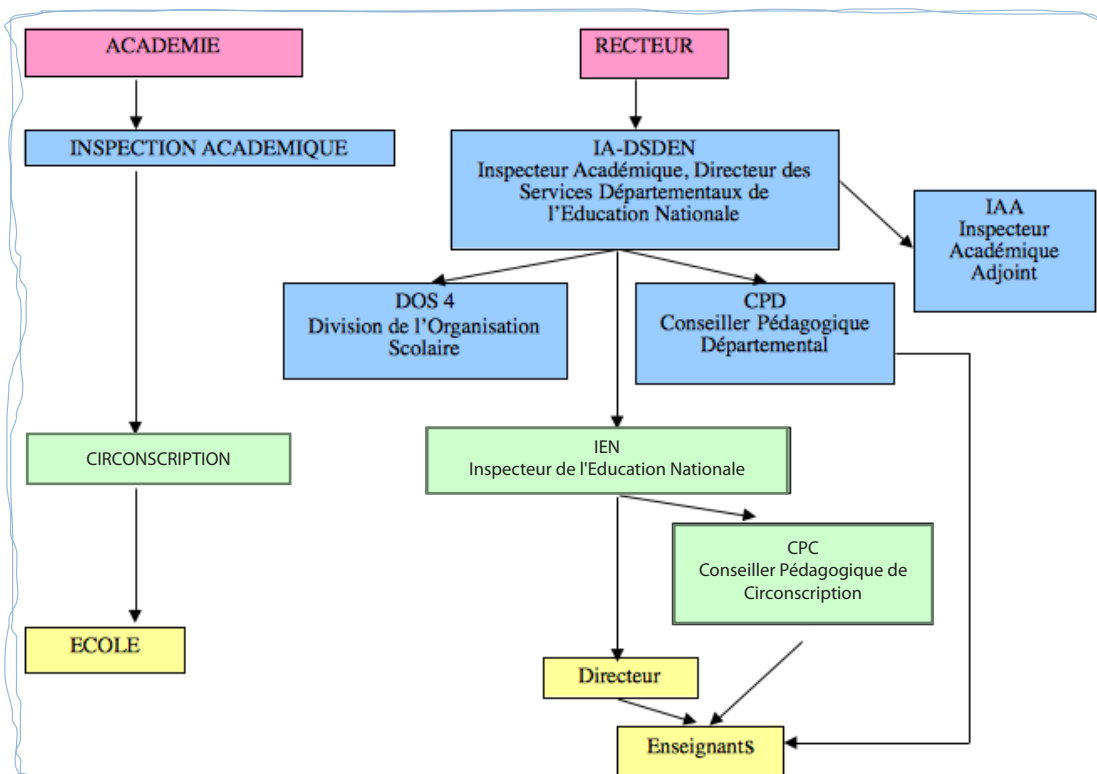 ACADEMIE
RECTEUR
INSPECTION ACADEMIQUE
IA-DSDEN
Inspecteur Académique, Directeur des
Services Départementaux de
l'Education Nationale
IAA
Inspecteur
Académique
Adjoint
DOS 4
Division de l'Organisation
Scolaire
CPD
Conseiller Pédagogique
Départemental
CIRCONSCRIPTION
IEN
Inspecteur de l'Education Nationale
CPC
Conseiller Pédagogique de
Circonscription
ECOLE
Directeur
Enseignants